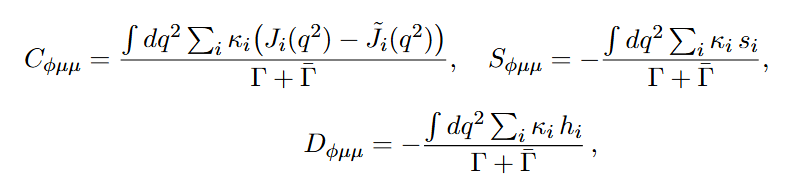 C_{\phi\mu\mu} = \frac{\int dq^2 \sum_i \kappa_i \big( J_i(q^2) - \tilde{J}_i(q^2) \big)}{\Gamma + \bar{\Gamma}}, \quad S_{\phi\mu\mu} = -\frac{\int dq^2 \sum_i \kappa_i \, s_i}{\Gamma + \bar{\Gamma}},
D_{\phi\mu\mu} = -\frac{\int dq^2 \sum_i \kappa_i \, h_i}{\Gamma + \bar{\Gamma}} \, ,